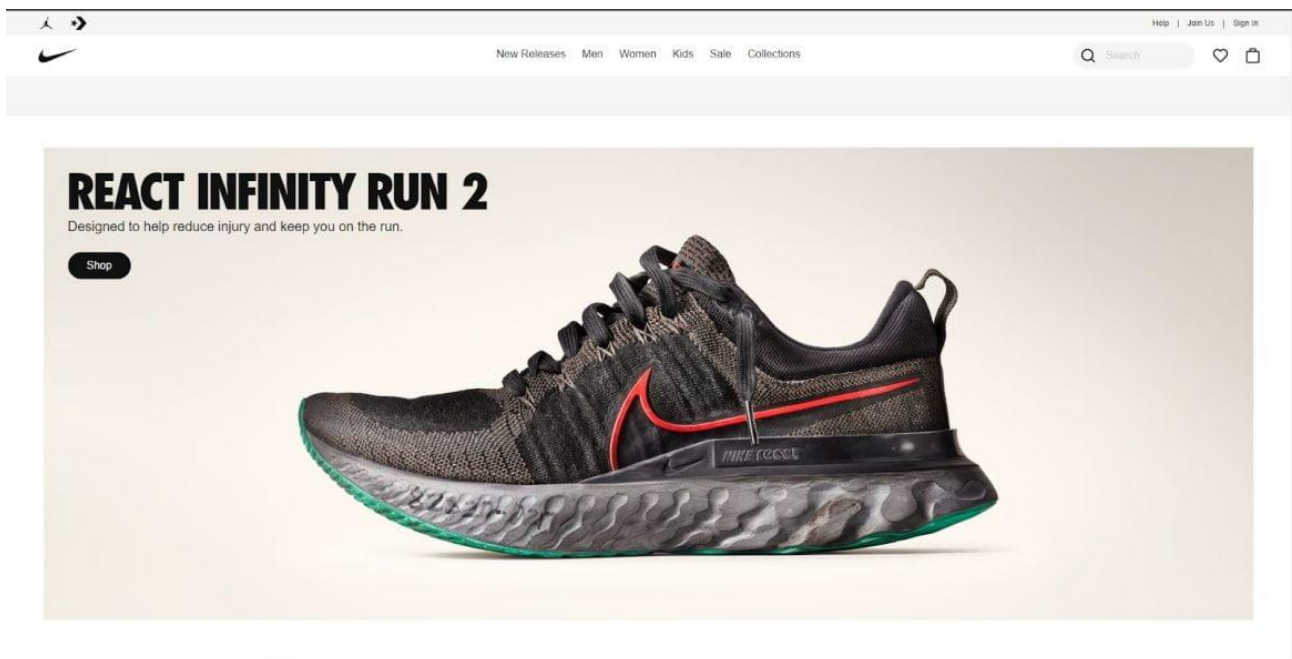 Help | Join Us | Sign In
New Releases Men Women Kids Sale Collections
Search
REACT INFINITY RUN 2
Designed to help reduce injury and keep you on the run.
Shop
NIKE REACT